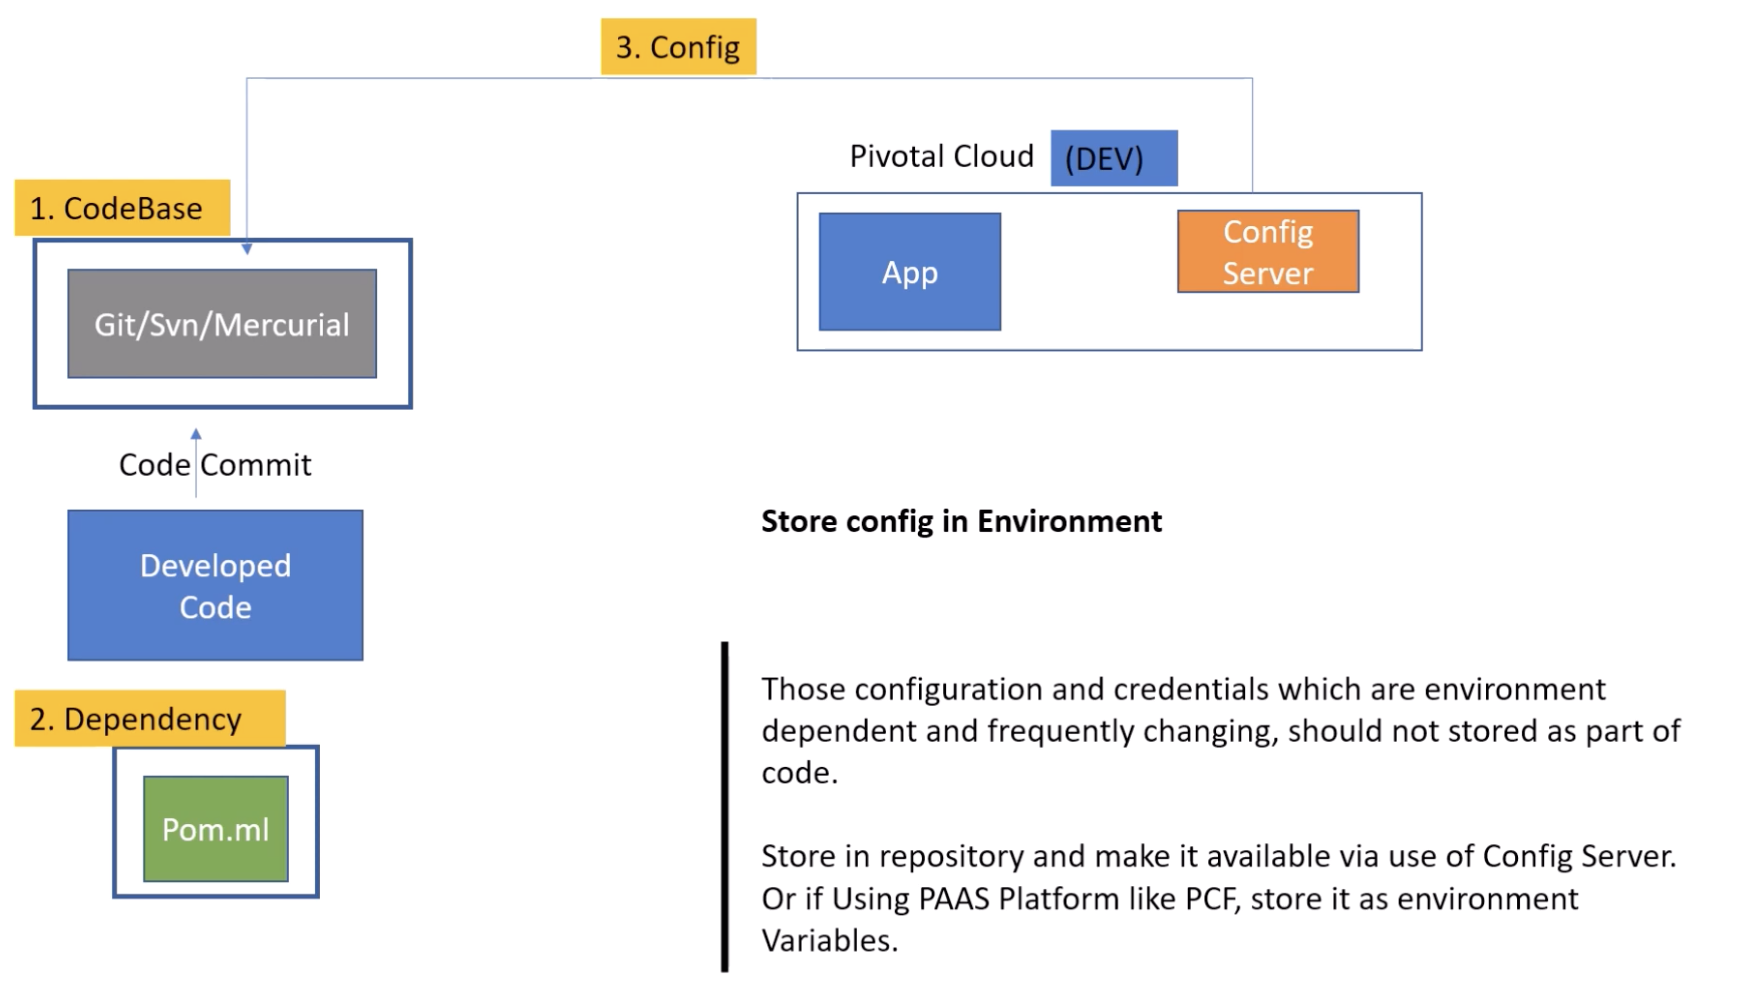 3. Config
Pivotal Cloud (DEV)
1. CodeBase
App
Config
Server
Git/Svn/Mercurial
Code Commit
Developed
Code
2. Dependency
Pom.ml
Store config in Environment
Those configuration and credentials which are environment
dependent and frequently changing, should not stored as part of
code.
Store in repository and make it available via use of Config Server.
Or if Using PAAS Platform like PCF, store it as environment
Variables.